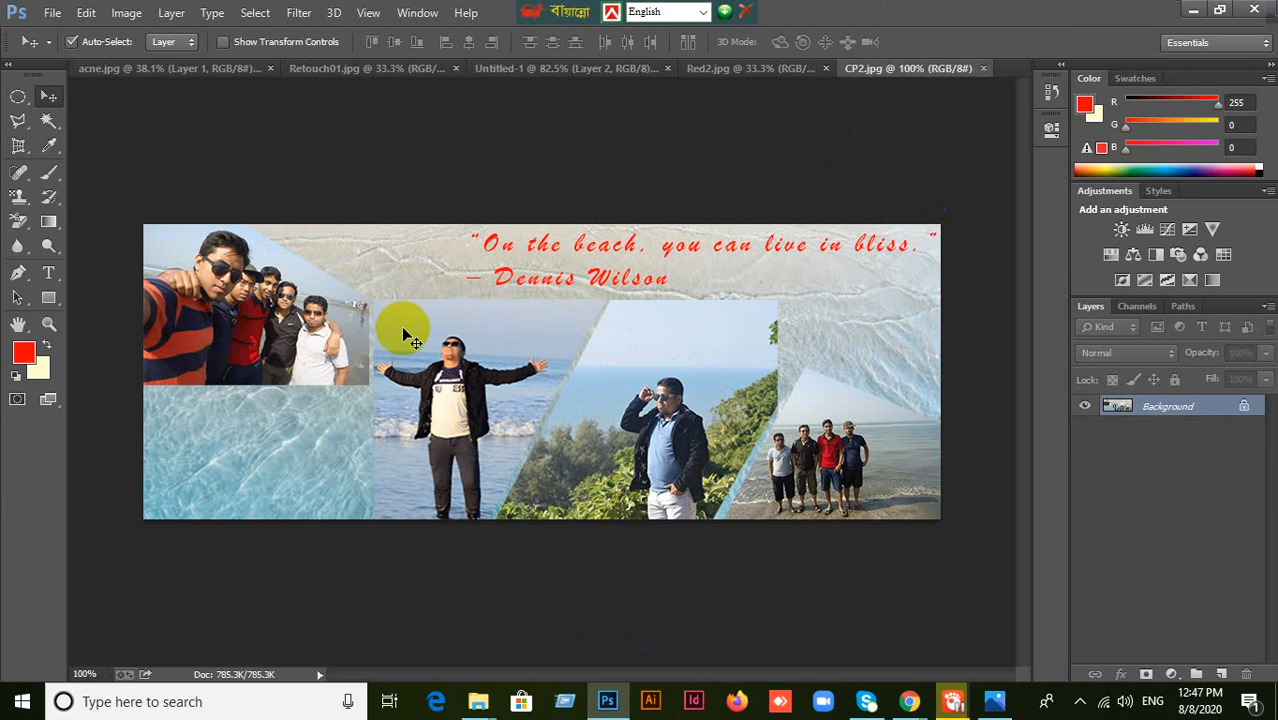 Ps File Edit Image Layer Type Select Filter 3D View Window Help বায়ান্নো English
Auto-Select: Layer Show Transform Controls 3D Mode: Essentials
acne.jpg @ 38.1% (Layer 1, RGB/8#)... × Retouch01.jpg @ 33.3% (RGB/... × Untitled-1 @ 82.5% (Layer 2, RGB/8)... × Red2.jpg @ 33.3% (RGB/... × CP2.jpg @ 100% (RGB/8#) ×
Color Swatches
R 255
G 0
B 0
Adjustments Styles
Add an adjustment
Layers Channels Paths
Kind
Normal Opacity: 100%
Lock: Fill: 100%
Background
“On the beach, you can live in bliss.”
— Dennis Wilson
100% Doc: 785.3K/785.3K
Type here to search
Ps Ai Id
ENG
12:47 PM
8/8/2020